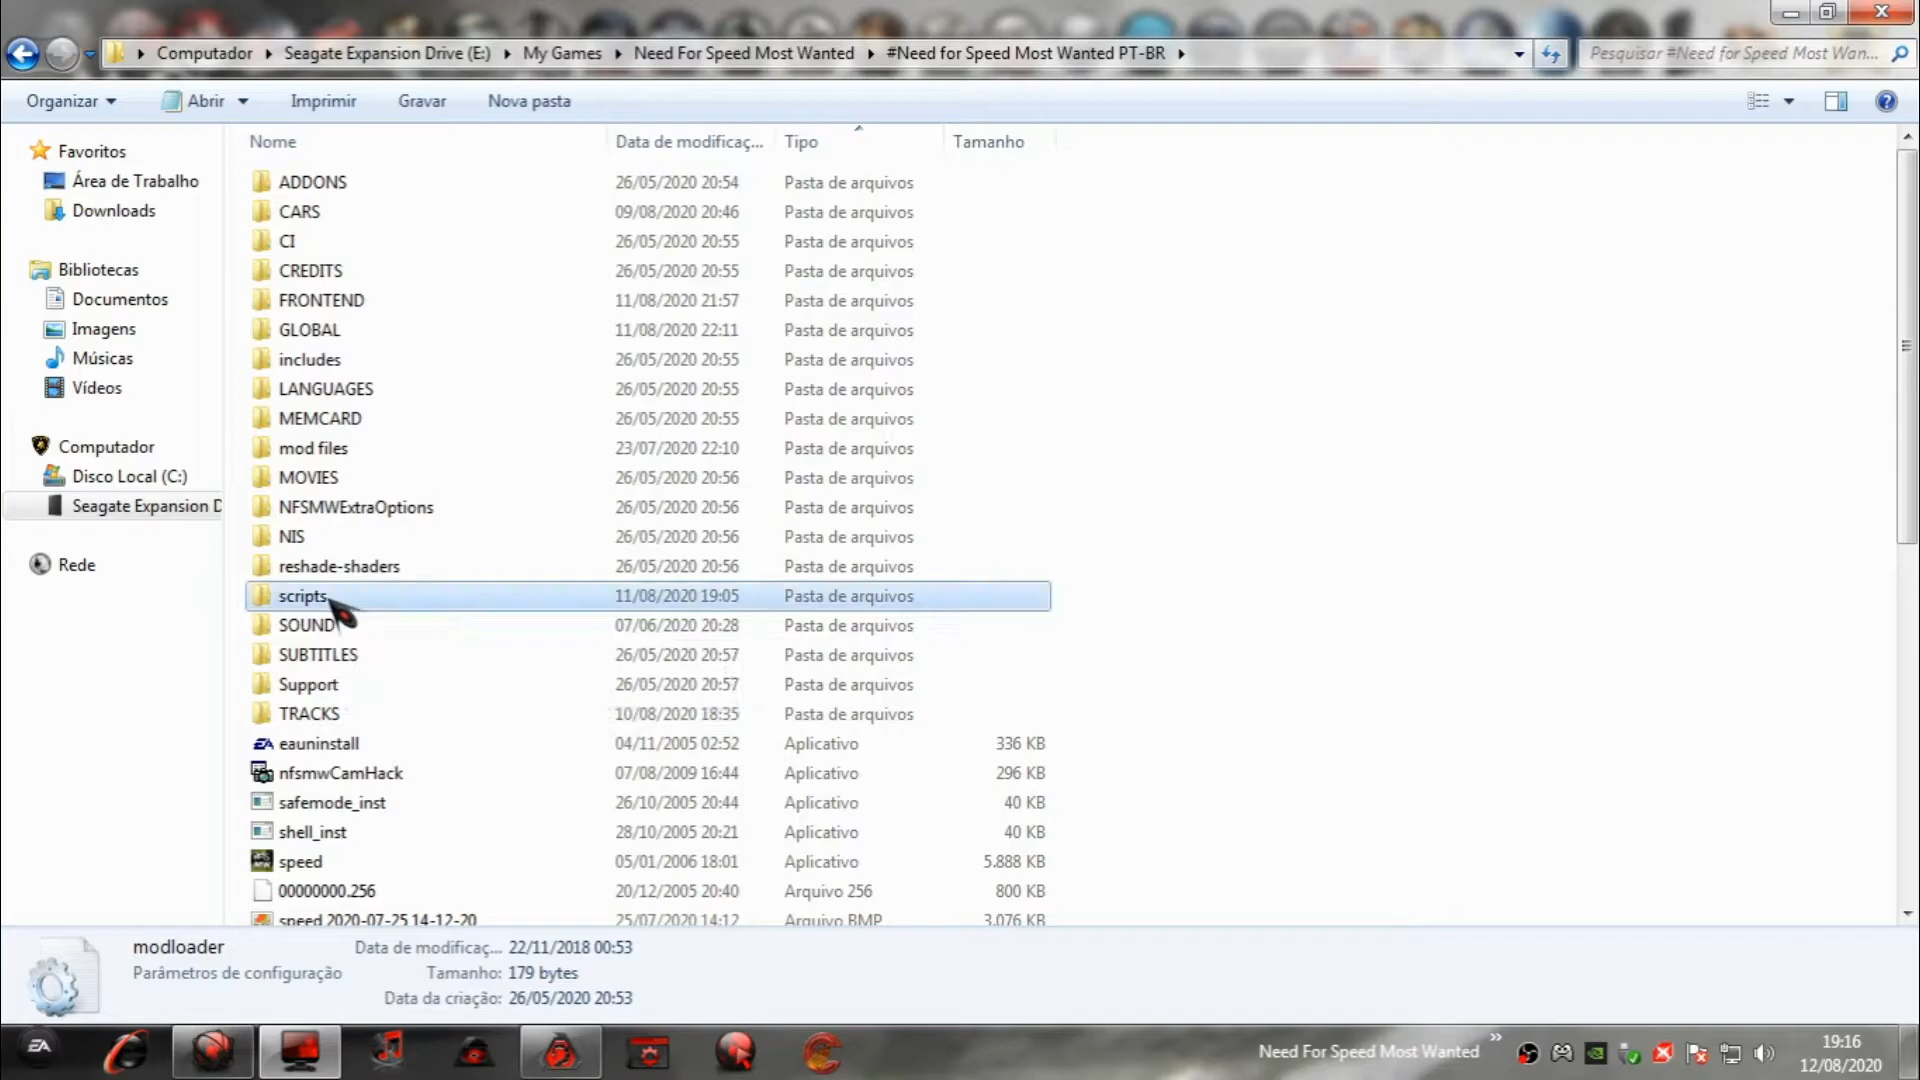 Computador
Seagate Expansion Drive (E:)
My Games
Need For Speed Most Wanted
#Need for Speed Most Wanted PT-BR
Pesquisar #Need for Speed Most Wan...
Organizar
Abrir
Imprimir
Gravar
Nova pasta
Favoritos
Área de Trabalho
Downloads
Bibliotecas
Documentos
Imagens
Músicas
Vídeos
Computador
Disco Local (C:)
Seagate Expansion D
Rede
Nome Data de modificaç... Tipo Tamanho
ADDONS 26/05/2020 20:54 Pasta de arquivos
CARS 09/08/2020 20:46 Pasta de arquivos
CI 26/05/2020 20:55 Pasta de arquivos
CREDITS 26/05/2020 20:55 Pasta de arquivos
FRONTEND 11/08/2020 21:57 Pasta de arquivos
GLOBAL 11/08/2020 22:11 Pasta de arquivos
includes 26/05/2020 20:55 Pasta de arquivos
LANGUAGES 26/05/2020 20:55 Pasta de arquivos
MEMCARD 26/05/2020 20:55 Pasta de arquivos
mod files 23/07/2020 22:10 Pasta de arquivos
MOVIES 26/05/2020 20:56 Pasta de arquivos
NFSMWExtraOptions 26/05/2020 20:56 Pasta de arquivos
NIS 26/05/2020 20:56 Pasta de arquivos
reshade-shaders 26/05/2020 20:56 Pasta de arquivos
scripts 11/08/2020 19:05 Pasta de arquivos
SOUND 07/06/2020 20:28 Pasta de arquivos
SUBTITLES 26/05/2020 20:57 Pasta de arquivos
Support 26/05/2020 20:57 Pasta de arquivos
TRACKS 10/08/2020 18:35 Pasta de arquivos
eauninstall 04/11/2005 02:52 Aplicativo 336 KB
nfsmwCamHack 07/08/2009 16:44 Aplicativo 296 KB
safemode_inst 26/10/2005 20:44 Aplicativo 40 KB
shell_inst 28/10/2005 20:21 Aplicativo 40 KB
speed 05/01/2006 18:01 Aplicativo 5.888 KB
00000000.256 20/12/2005 20:40 Arquivo 256 800 KB
speed 2020-07-25 14-12-20 25/07/2020 14:12 Arquivo BMP 3.076 KB
modloader Data de modificaç... 22/11/2018 00:53
Parâmetros de configuração Tamanho: 179 bytes
Data da criação: 26/05/2020 20:53
EA
Need For Speed Most Wanted
19:16
12/08/2020